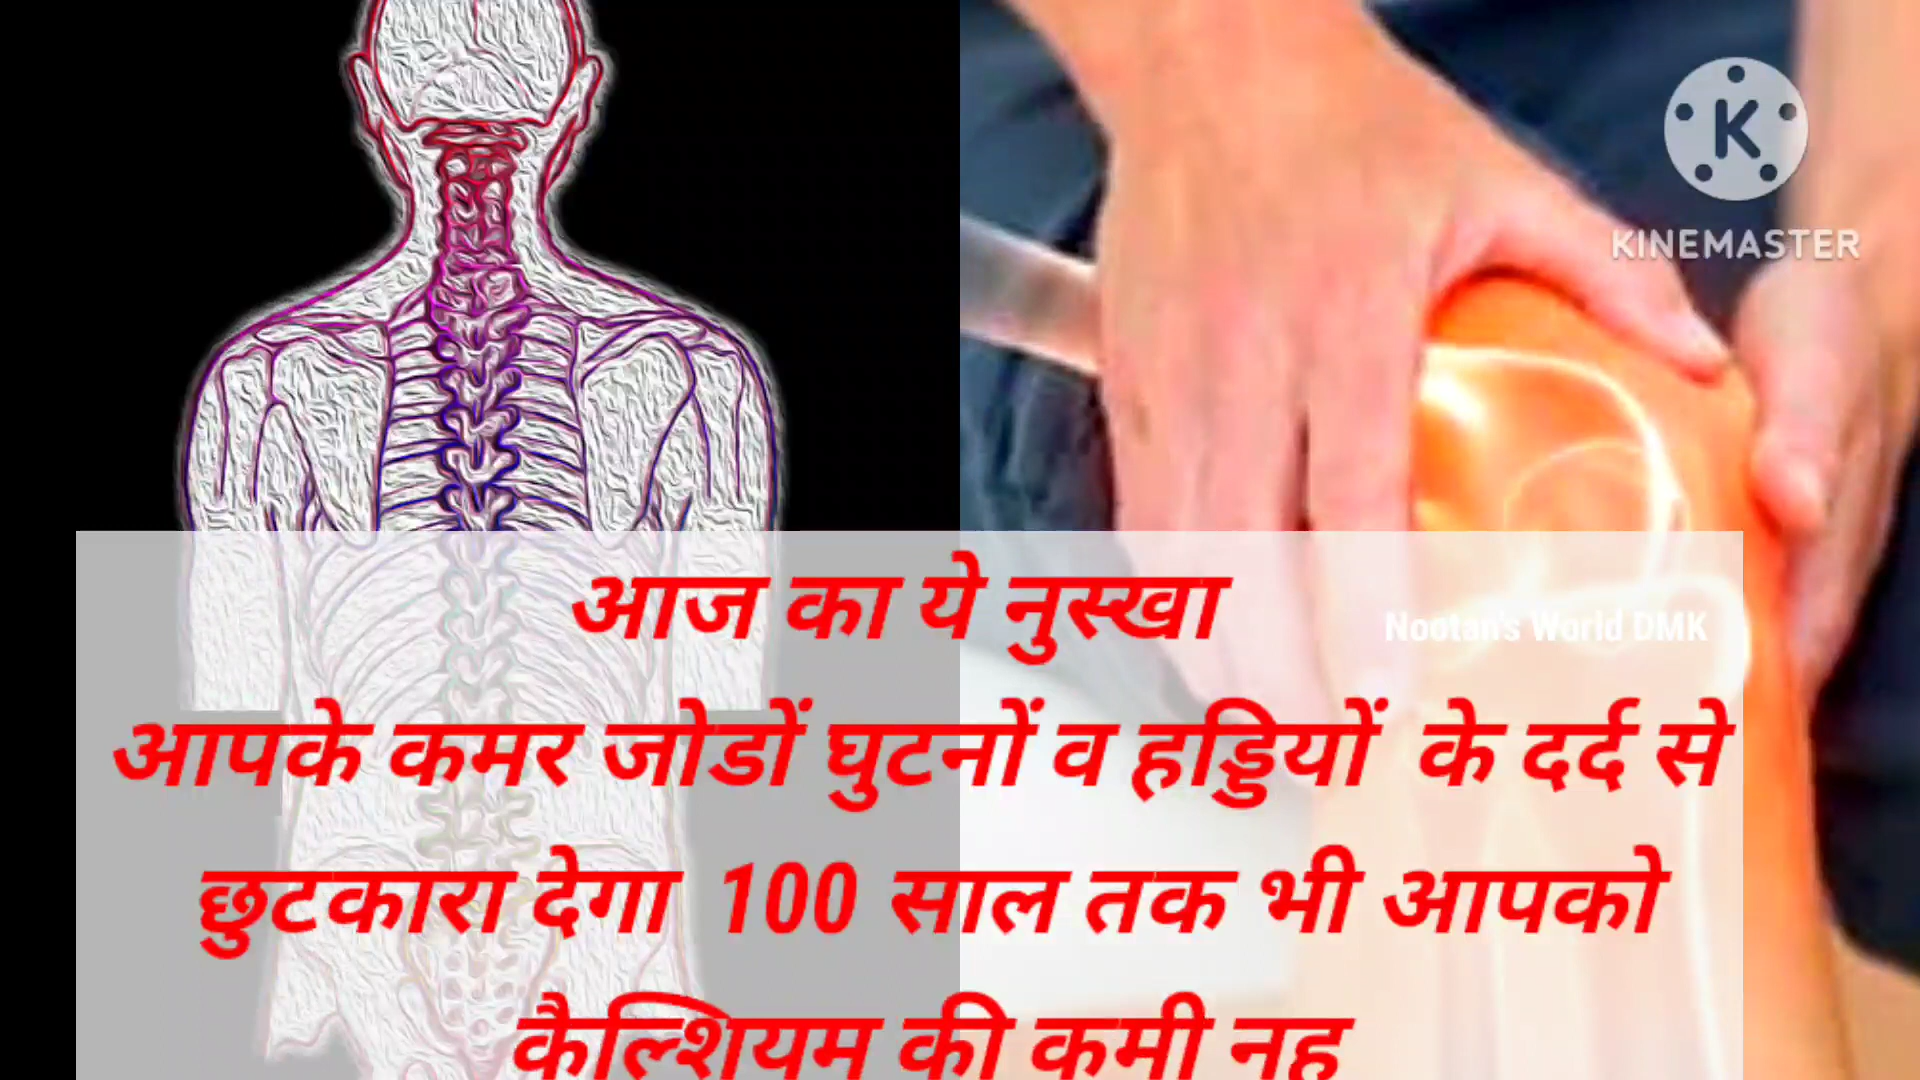 KINEMASTER
आज का ये नुस्खा
Nootan's World DMK
आपके कमर जोडों घुटनों व हड्डियों के दर्द से
छुटकारा देगा 100 साल तक भी आपको
कैल्शियम की कमी नह